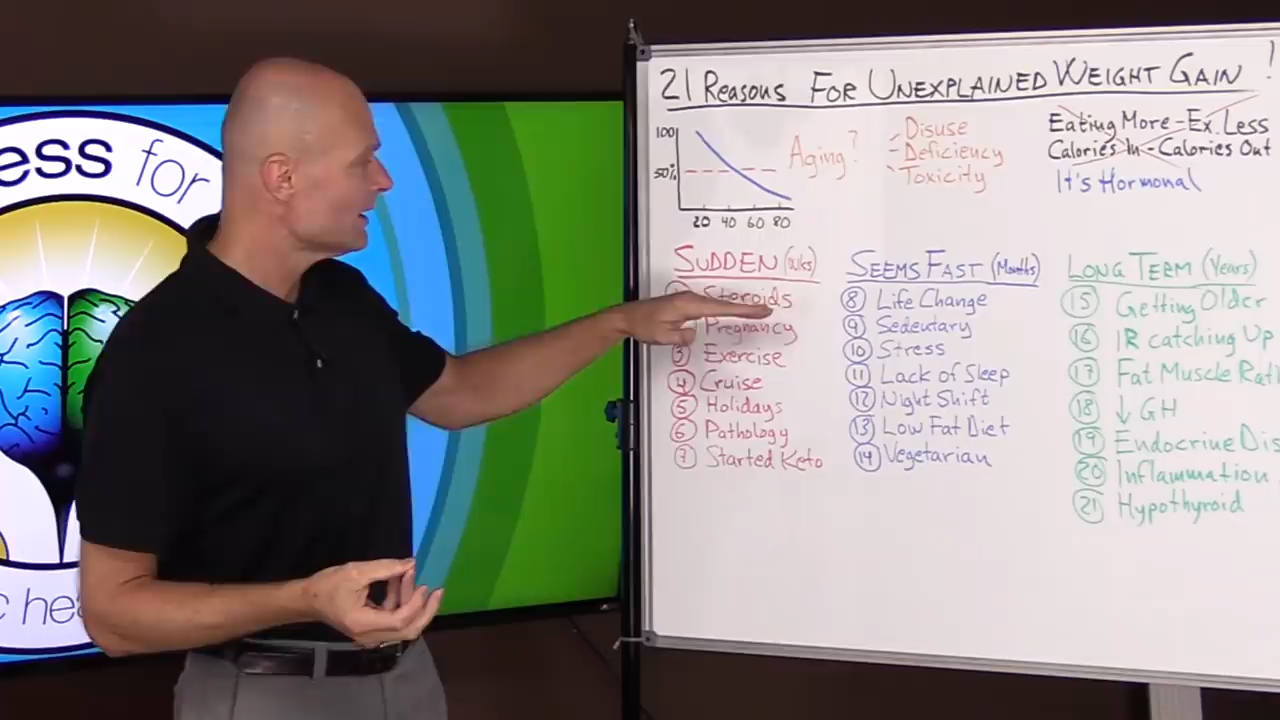 ess for
c hea
21 Reasons For Unexplained Weight Gain !
100
50%
20 40 60 80
Aging?
Disuse
Deficiency
Toxicity
Eating More - Ex. Less
Calories In - Calories Out
It's Hormonal
Sudden (Wks)
Steroids
Pregnancy
3 Exercise
4 Cruise
5 Holidays
6 Pathology
7 Started Keto
Seems Fast (Months)
8 Life Change
9 Sedentary
10 Stress
11 Lack of Sleep
12 Night Shift
13 Low Fat Diet
14 Vegetarian
Long Term (Years)
15 Getting Older
16 IR catching Up
17 Fat Muscle Rati
18 ↓ GH
19 Endocrine Dis
20 Inflammation
21 Hypothyroid